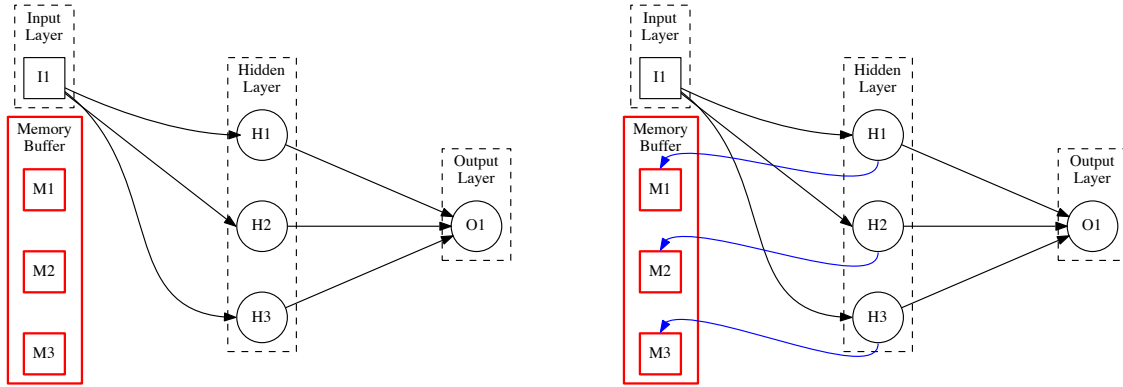 Input
Layer
I1
Memory
Buffer
M1
M2
M3
Hidden
Layer
H1
H2
H3
Output
Layer
O1
Input
Layer
I1
Memory
Buffer
M1
M2
M3
Hidden
Layer
H1
H2
H3
Output
Layer
O1